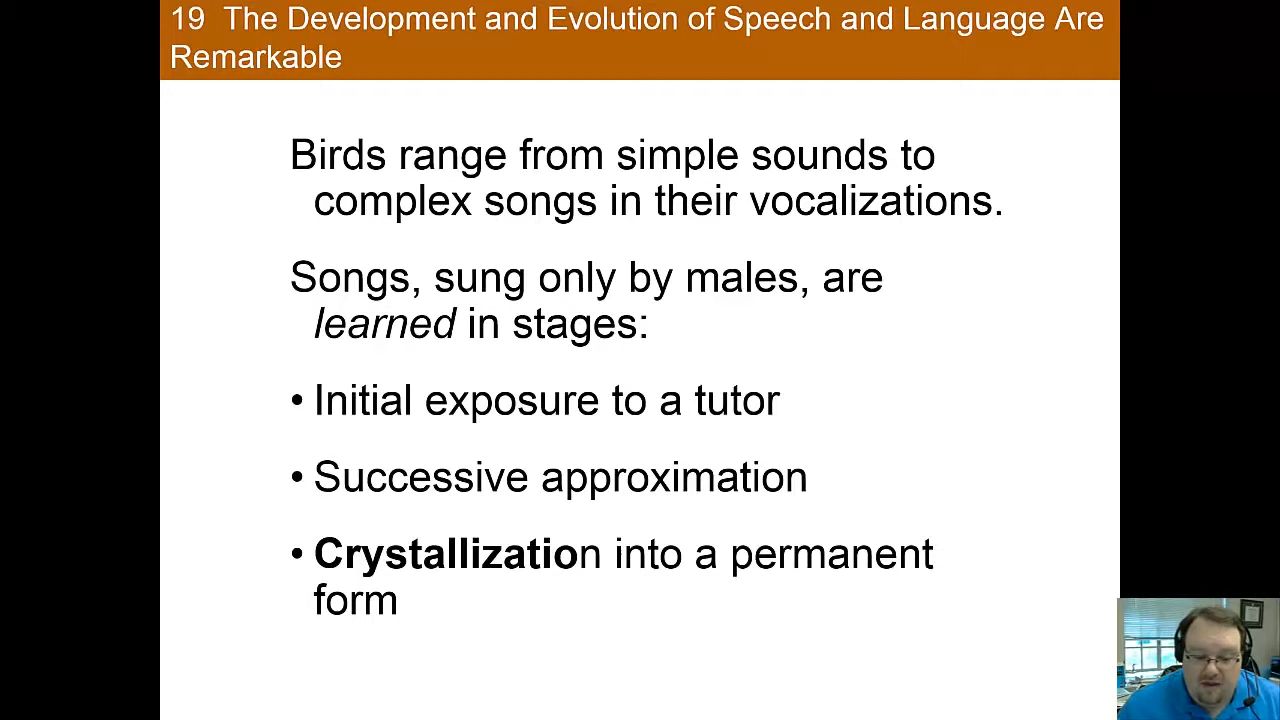 19  The Development and Evolution of Speech and Language Are
Remarkable
Birds range from simple sounds to
complex songs in their vocalizations.
Songs, sung only by males, are
learned in stages:
• Initial exposure to a tutor
• Successive approximation
• Crystallization into a permanent
form